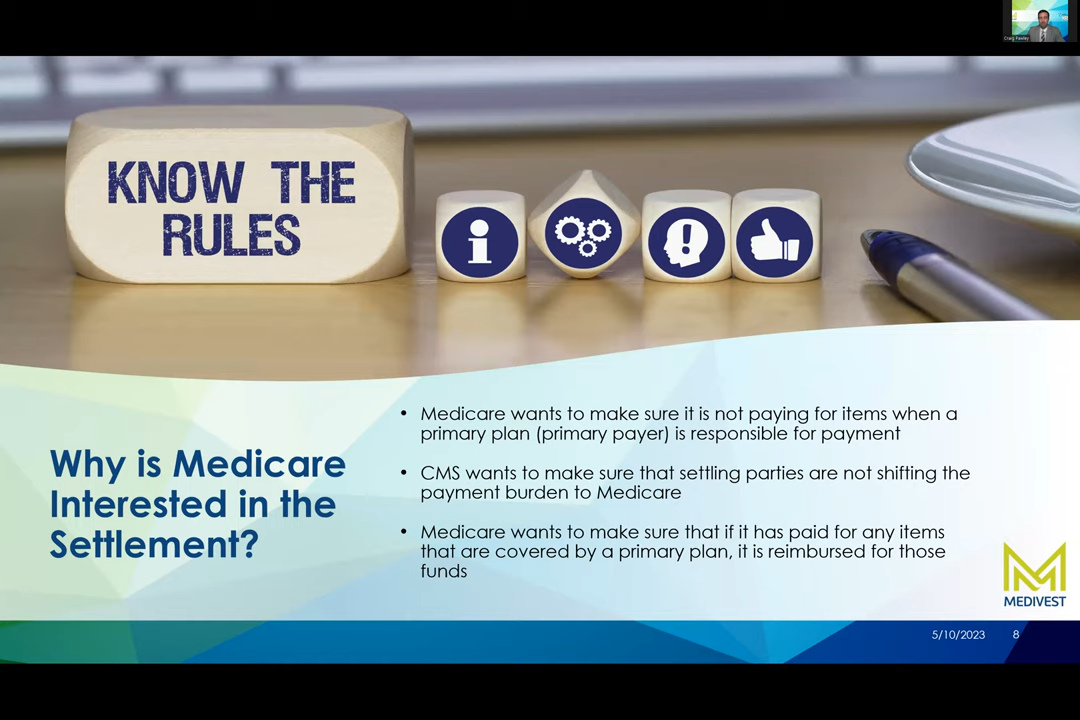 Craig Paxley
KNOW THE
RULES
Why is Medicare
Interested in the
Settlement?
• Medicare wants to make sure it is not paying for items when a
primary plan (primary payer) is responsible for payment
• CMS wants to make sure that settling parties are not shifting the
payment burden to Medicare
• Medicare wants to make sure that if it has paid for any items
that are covered by a primary plan, it is reimbursed for those
funds
MEDIVEST
5/10/2023 8